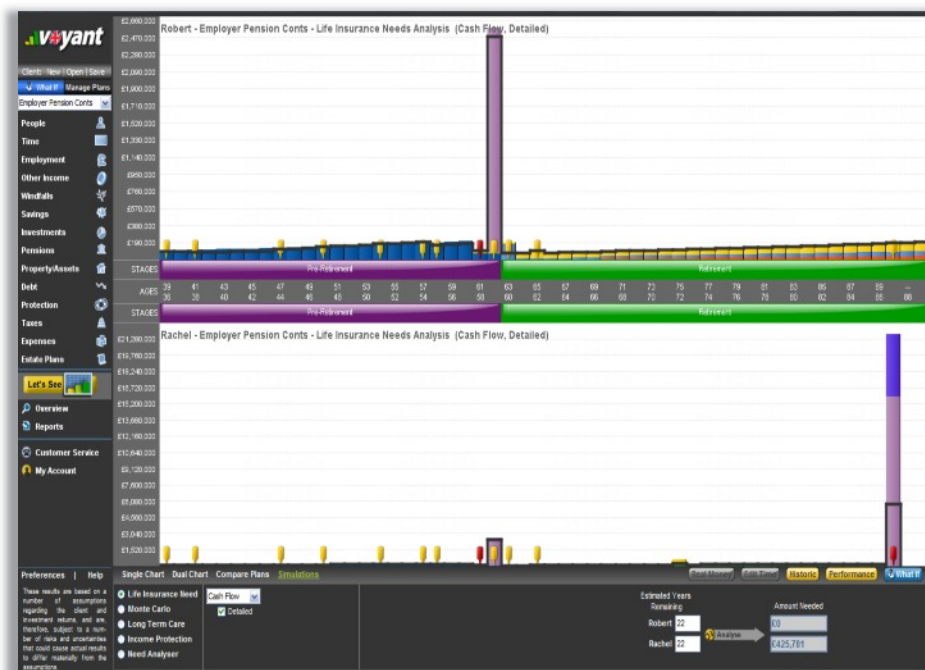 voyant
Client: New | Open | Save
What If Manage Plans
Employer Pension Conts
People
Time
Employment
Other Income
Windfalls
Savings
Investments
Pensions
Property/Assets
Debt
Protection
Taxes
Expenses
Estate Plans
Let's See
Overview
Reports
Customer Service
My Account
Preferences | Help
These results are based on a
number of assumptions
regarding the client and
investment returns, and are,
therefore, subject to a num-
ber of risks and uncertainties
that could cause actual results
to differ materially from the
assumptions
Robert - Employer Pension Conts - Life Insurance Needs Analysis (Cash Flow, Detailed)
£2,660,000
£2,470,000
£2,280,000
£2,090,000
£1,900,000
£1,710,000
£1,520,000
£1,330,000
£1,140,000
£950,000
£760,000
£570,000
£380,000
£190,000
STAGES Pre-Retirement Retirement
AGES
39 41 43 45 47 49 51 53 55 57 59 61 63 65 67 69 71 73 75 77 79 81 83 85 87 89 --
36 38 40 42 44 46 48 50 52 54 56 58 60 62 64 66 68 70 72 74 76 78 80 82 84 86 88
STAGES Pre-Retirement Retirement
Rachel - Employer Pension Conts - Life Insurance Needs Analysis (Cash Flow, Detailed)
£21,280,000
£19,760,000
£18,240,000
£16,720,000
£15,200,000
£13,680,000
£12,160,000
£10,640,000
£9,120,000
£7,600,000
£6,080,000
£4,560,000
£3,040,000
£1,520,000
Single Chart Dual Chart Compare Plans Simulations
Real Money Edit Time Historic Performance What If
Life Insurance Need
Monte Carlo
Long Term Care
Income Protection
Need Analyser
Cash Flow
Detailed
Estimated Years
Remaining
Robert 22
Rachel 22
Analyse
Amount Needed
£0
£425,781